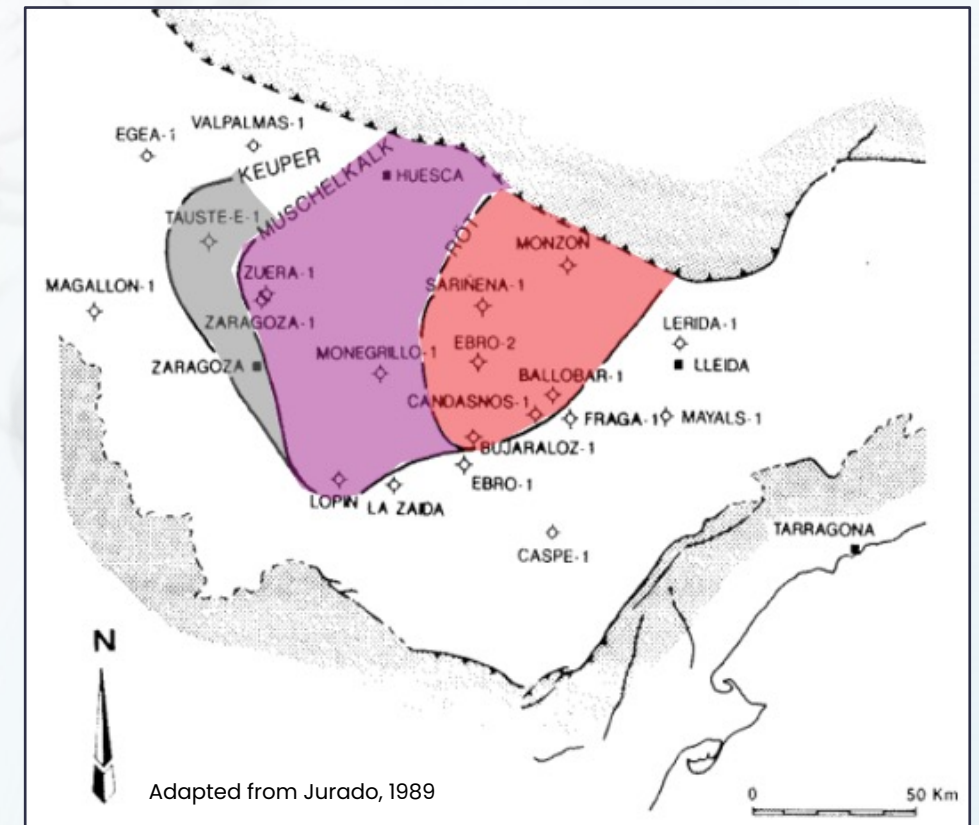 VALPALMAS-1
EGEA-1
KEUPER
MUSCHELKALK
HUESCA
TAUSTE-E-1
RÖT
MONZON
ZUERA-1
MAGALLON-1
SARIÑENA-1
ZARAGOZA-1
LERIDA-1
EBRO-2
MONEGRILLO-1
ZARAGOZA
LLEIDA
BALLOBAR-1
CANDASNOS-1
FRAGA-1
MAYALS-1
BUJARALOZ-1
EBRO-1
LOPIN
LA ZAIDA
TARRAGONA
CASPE-1
N
Adapted from Jurado, 1989
0 50 Km